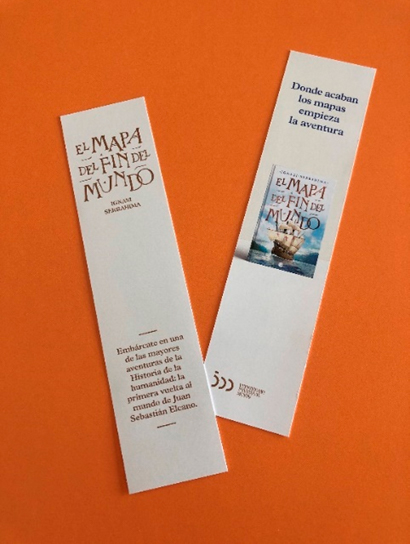 EL MAPA
DEL FIN DEL
MUNDO
IGNASI
SERRAHIMA
Embárcate en una
de las mayores
aventuras de la
Historia de la
humanidad: la
primera vuelta al
mundo de Juan
Sebastián Elcano.
Donde acaban
los mapas
empieza
la aventura
EL MAPA
DEL FIN DEL
MUNDO
500